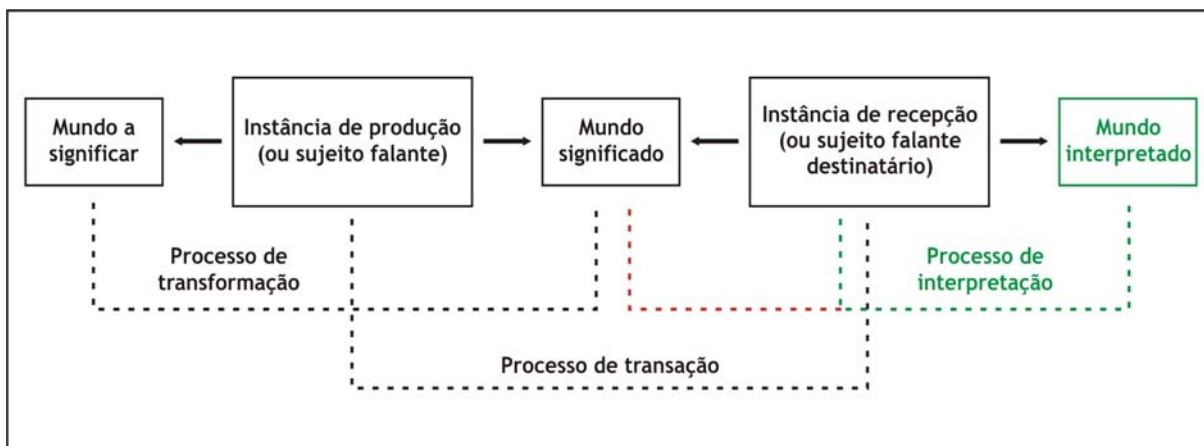 Mundo a
significar
Instância de produção
(ou sujeito falante)
Mundo
significado
Instância de recepção
(ou sujeito falante
destinatário)
Mundo
interpretado
Processo de
transformação
Processo de
interpretação
Processo de transação